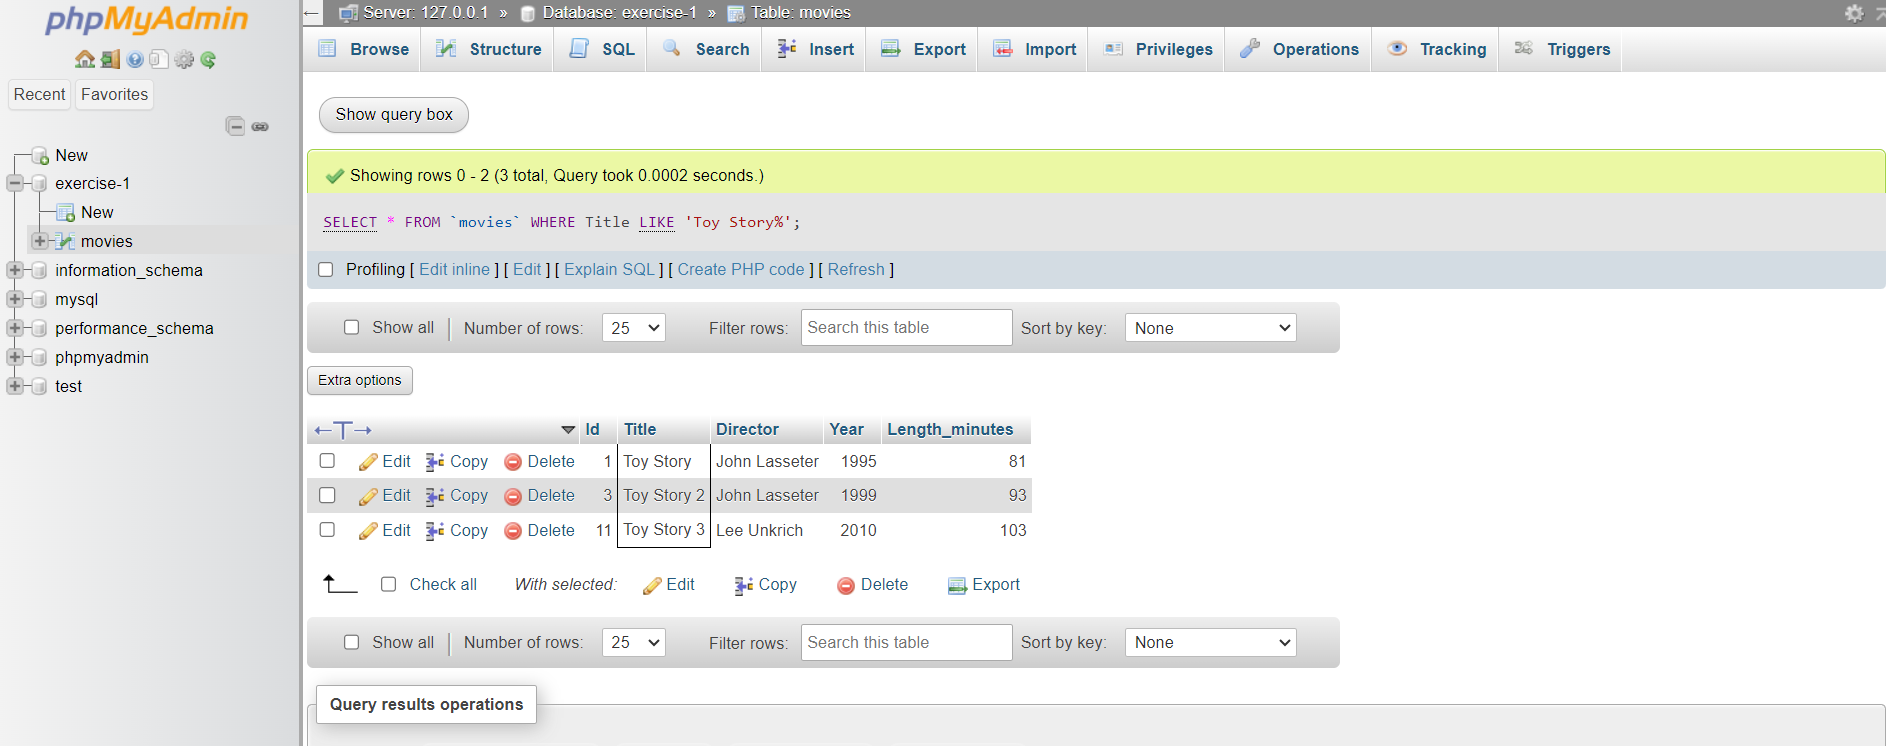 phpMyAdmin
Recent Favorites
New
exercise-1
New
movies
information_schema
mysql
performance_schema
phpmyadmin
test
Server: 127.0.0.1 » Database: exercise-1 » Table: movies
Browse Structure SQL Search Insert Export Import Privileges Operations Tracking Triggers
Show query box
Showing rows 0 - 2 (3 total, Query took 0.0002 seconds.)
SELECT * FROM `movies` WHERE Title LIKE 'Toy Story%';
Profiling [ Edit inline ] [ Edit ] [ Explain SQL ] [ Create PHP code ] [ Refresh ]
Show all Number of rows: 25 Filter rows: Search this table Sort by key: None
Extra options
Id Title Director Year Length_minutes
Edit Copy Delete 1 Toy Story John Lasseter 1995 81
Edit Copy Delete 3 Toy Story 2 John Lasseter 1999 93
Edit Copy Delete 11 Toy Story 3 Lee Unkrich 2010 103
Check all With selected: Edit Copy Delete Export
Show all Number of rows: 25 Filter rows: Search this table Sort by key: None
Query results operations